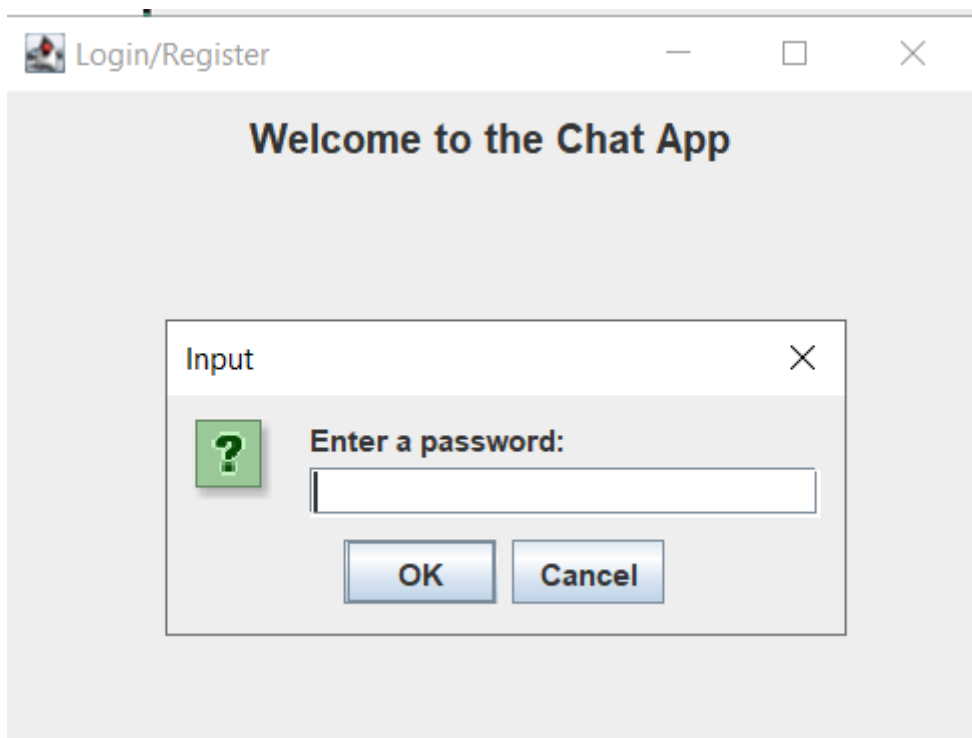 Login/Register
Welcome to the Chat App
Input
?
Enter a password:
OK Cancel